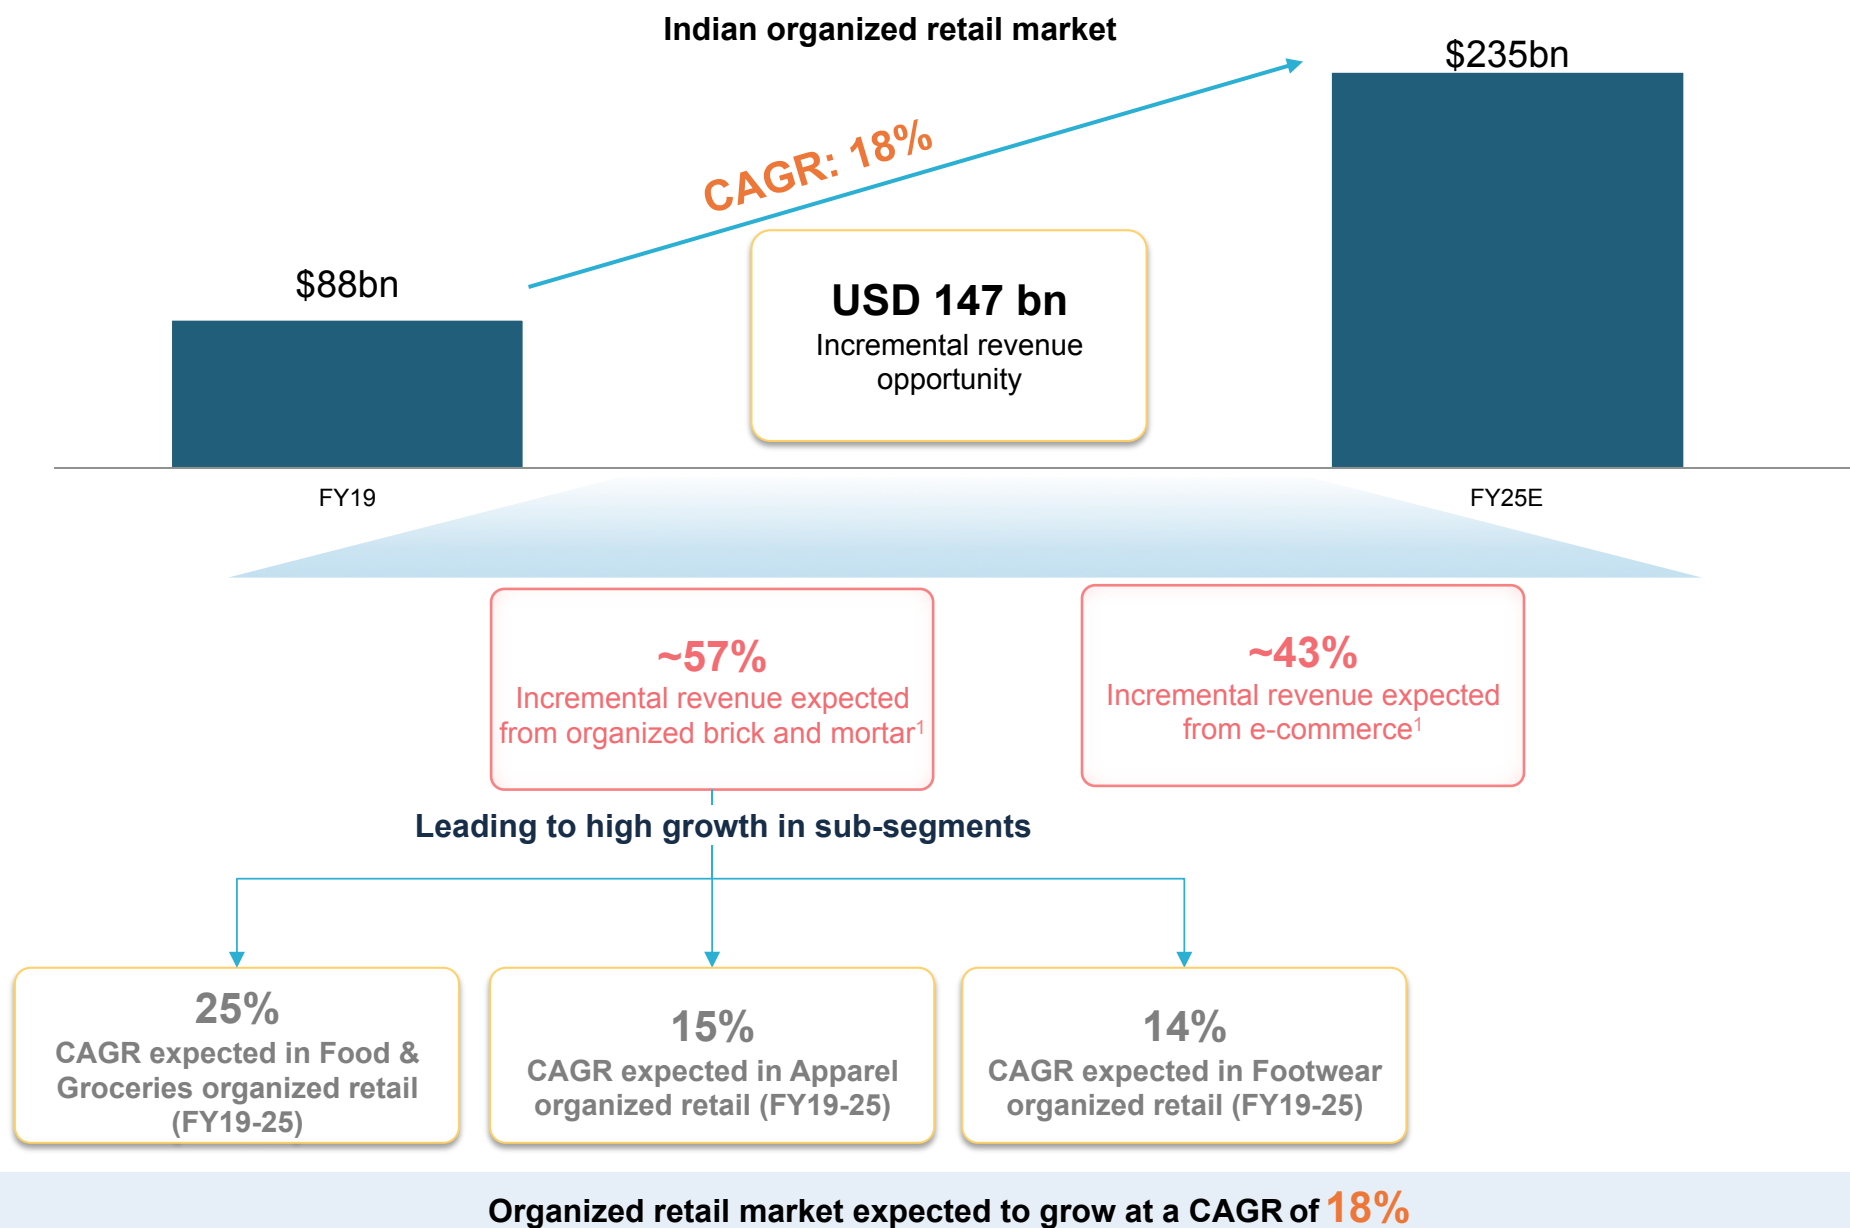 Indian organized retail market
$235bn
CAGR: 18%
$88bn
USD 147 bn
Incremental revenue
opportunity
FY19
FY25E
~57%
Incremental revenue expected
from organized brick and mortar1
~43%
Incremental revenue expected
from e-commerce1
Leading to high growth in sub-segments
25%
CAGR expected in Food &
Groceries organized retail
(FY19-25)
15%
CAGR expected in Apparel
organized retail (FY19-25)
14%
CAGR expected in Footwear
organized retail (FY19-25)
Organized retail market expected to grow at a CAGR of 18%